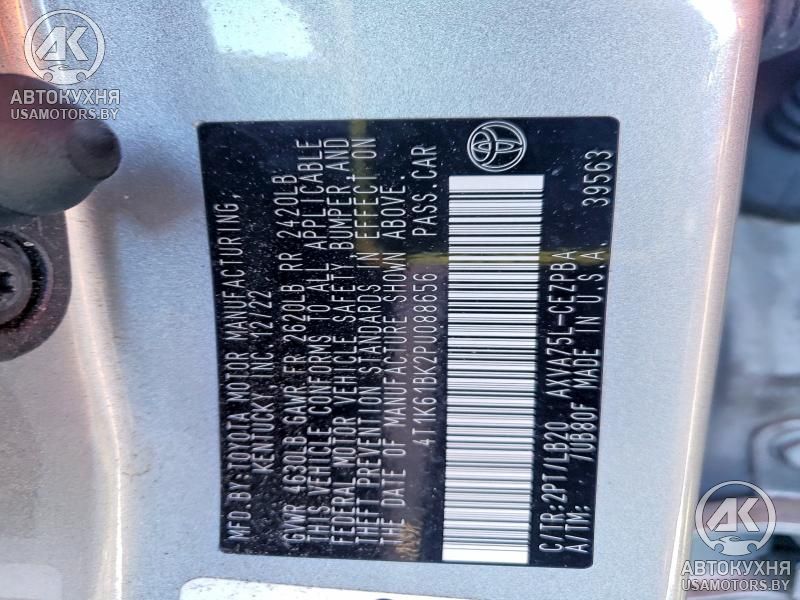 АВТОКУХНЯ
USAMOTORS.BY
MFD.BY:TOYOTA MOTOR MANUFACTURING,
KENTUCKY, INC. 12/22
GVWR 4630LB GAWR FR 2620LB RR 2420LB
THIS VEHICLE CONFORMS TO ALL APPLICABLE
FEDERAL MOTOR VEHICLE SAFETY BUMPER,AND
THEFT PREVENTION STANDARDS IN EFFECT ON
THE DATE OF MANUFACTURE SHOWN ABOVE.
4T1K61BK2PU088656 PASS.CAR
C/TR:2PT/LB20 AXVA75L-CEZPBA
A/TM: 70B80F MADE IN U.S.A. 39563
АВТОКУХНЯ
USAMOTORS.BY